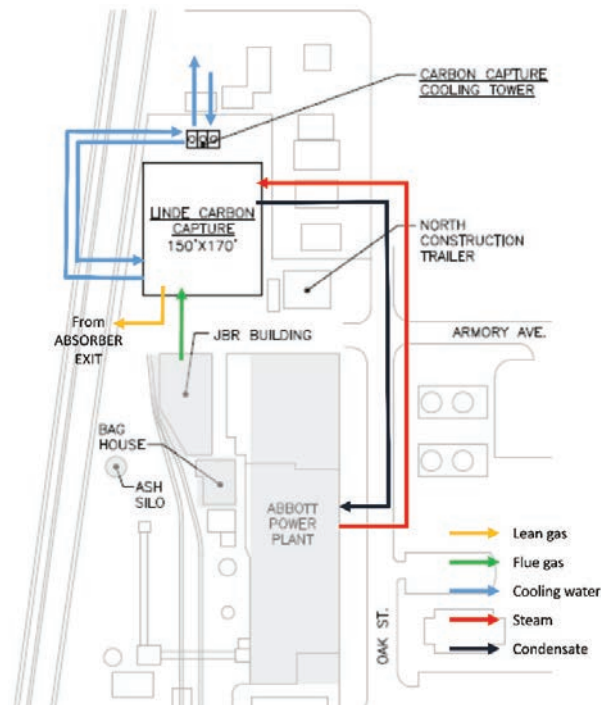 CARBON CAPTURE
COOLING TOWER
LINDE CARBON
CAPTURE
150'X170'
NORTH
CONSTRUCTION
TRAILER
From
ABSORBER
EXIT
JBR BUILDING
ARMORY AVE.
BAG
HOUSE
ASH
SILO
ABBOTT
POWER
PLANT
OAK ST.
Lean gas
Flue gas
Cooling water
Steam
Condensate